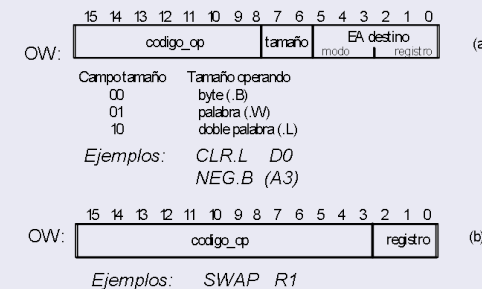 15 14 13 12 11 10 9 8 7 6 5 4 3 2 1 0
OW: codigo_op tamaño EA destino
modo registro
(a
Campo tamaño Tamaño operando
00 byte (.B)
01 palabra (.W)
10 doble palabra (.L)
Ejemplos: CLR.L D0
NEG.B (A3)
15 14 13 12 11 10 9 8 7 6 5 4 3 2 1 0
OW: codigo_op registro
(b)
Ejemplos: SWAP R1